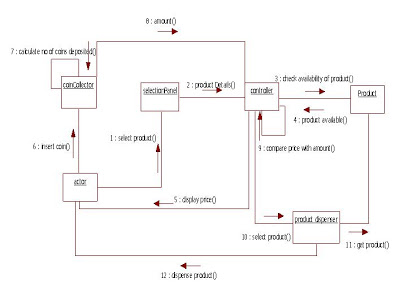 8 : amount()
7 : calculate no of coins deposited()
coinCollector
selectionPanel
2 : product Details()
controller
3 : check availability of product()
Product
4 : product available()
1 : select product()
9 : compare price with amount()
6 : insert coin()
actor
5 : display price()
product dispenser
10 : select product()
11 : get product()
12 : dispense product()